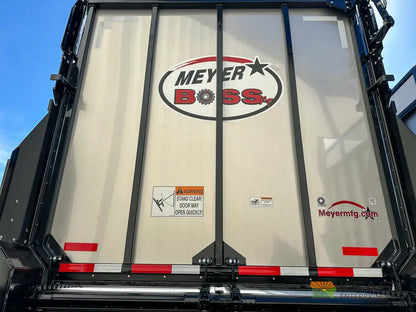 MEYER
BOSS
WARNING
STAND CLEAR!
DOOR MAY
OPEN QUICKLY!
Meyermfg.com